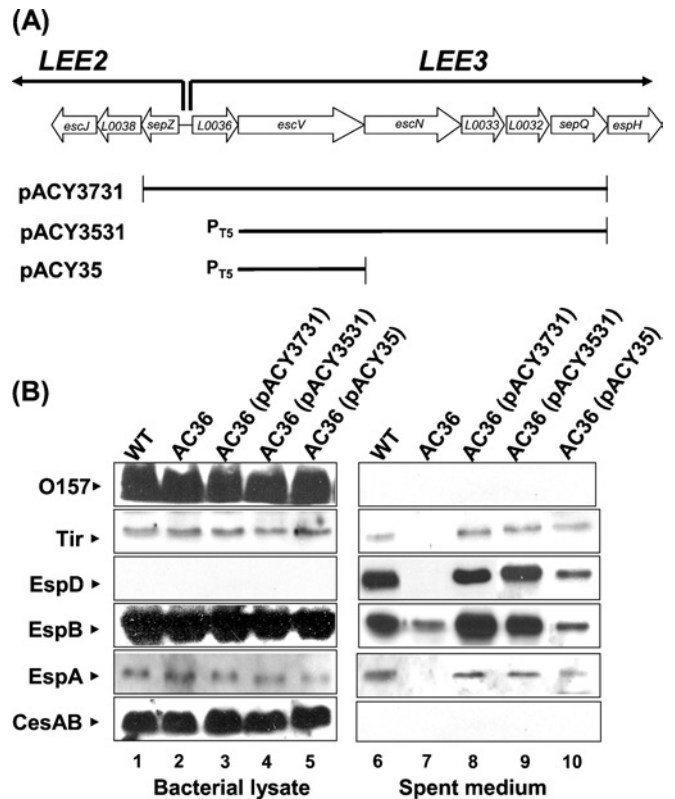 (A)
LEE2 LEE3
escJ L0038 sepZ L0036 escV escN L0033 L0032 sepQ espH
pACY3731
pACY3531 PT5
pACY35 PT5
(B)
WT AC36 AC36 (pACY3731) AC36 (pACY3531) AC36 (pACY35) WT AC36 AC36 (pACY3731) AC36 (pACY3531) AC36 (pACY35)
O157
Tir
EspD
EspB
EspA
CesAB
1 2 3 4 5 6 7 8 9 10
Bacterial lysate Spent medium